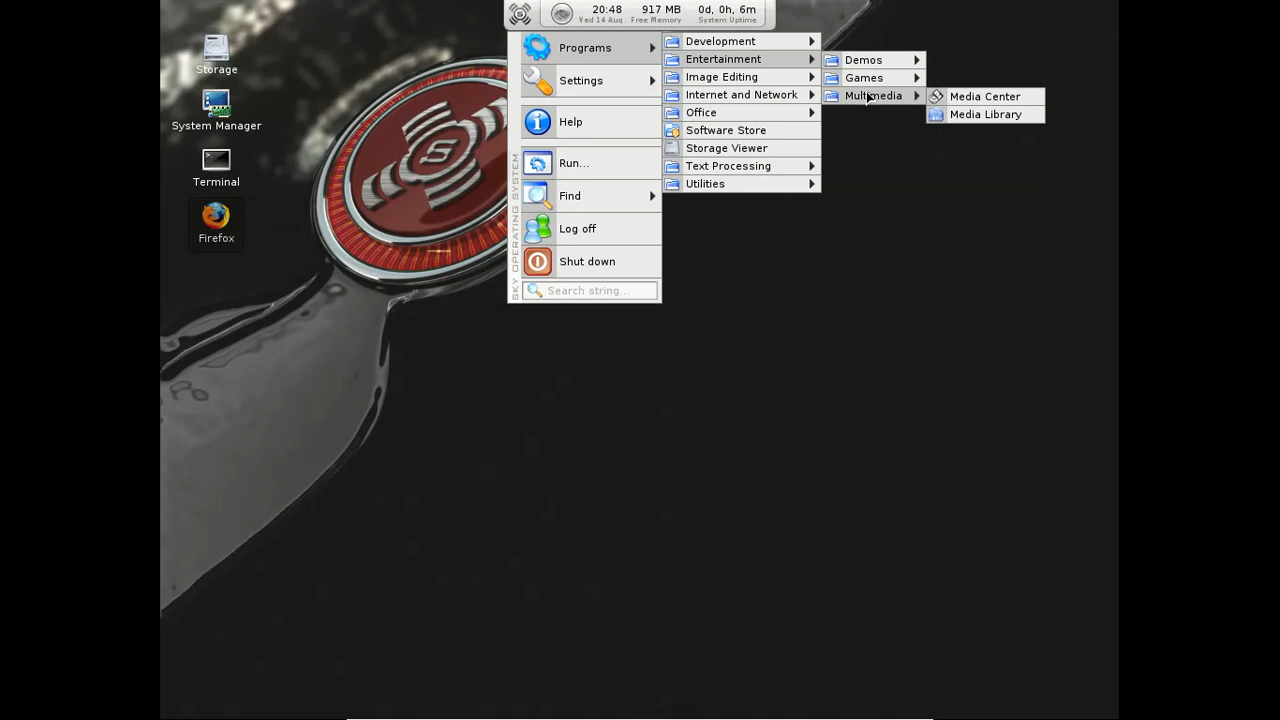 20:48 917 MB 0d, 0h, 6m
Wed 14 Aug Free Memory System Uptime
Storage
System Manager
Terminal
Firefox
SKY OPERATING SYSTEM
Programs
Settings
Help
Run...
Find
Log off
Shut down
Search string...
Development
Entertainment
Image Editing
Internet and Network
Office
Software Store
Storage Viewer
Text Processing
Utilities
Demos
Games
Multimedia
Media Center
Media Library
S